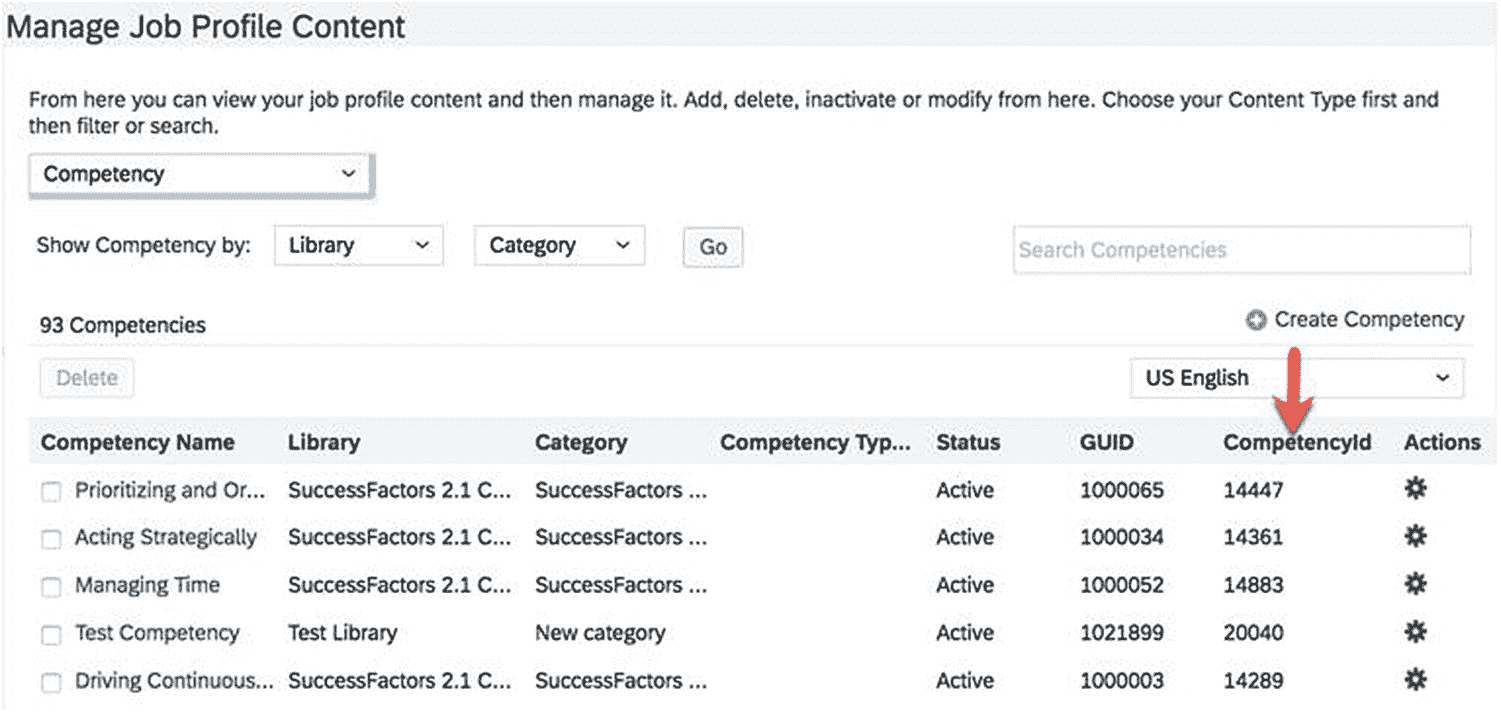 Manage Job Profile Content
From here you can view your job profile content and then manage it. Add, delete, inactivate or modify from here. Choose your Content Type first and
then filter or search.
Competency
Show Competency by: Library Category Go Search Competencies
93 Competencies Create Competency
Delete US English
Competency Name Library Category Competency Typ... Status GUID CompetencyId Actions
Prioritizing and Or... SuccessFactors 2.1 C... SuccessFactors ... Active 1000065 14447
Acting Strategically SuccessFactors 2.1 C... SuccessFactors ... Active 1000034 14361
Managing Time SuccessFactors 2.1 C... SuccessFactors ... Active 1000052 14883
Test Competency Test Library New category Active 1021899 20040
Driving Continuous... SuccessFactors 2.1 C... SuccessFactors ... Active 1000003 14289